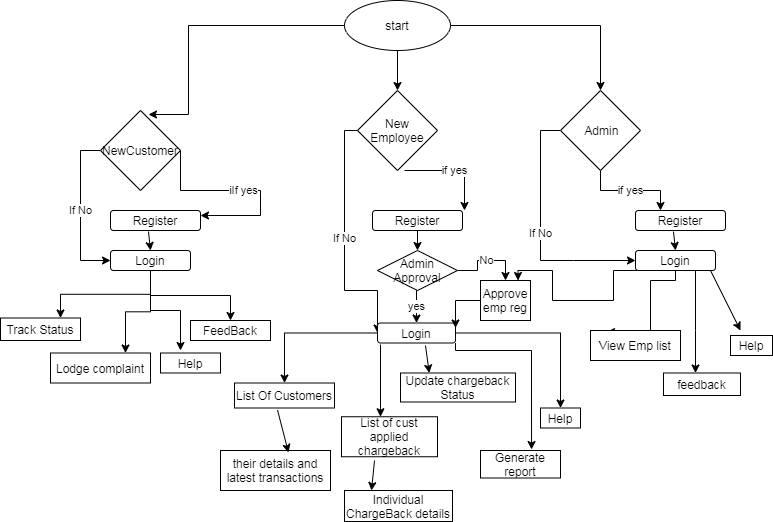 start
NewCustomer
New
Employee
Admin
iIf yes
if yes
if yes
If No
Register
Register
Register
If No
If No
Login
Admin
Approval
No
Login
Approve
emp reg
yes
Track Status
FeedBack
Login
View Emp list
Help
Lodge complaint
Help
Update chargeback
Status
feedback
List Of Customers
List of cust
applied
chargeback
Help
their details and
latest transactions
Generate
report
Individual
ChargeBack details